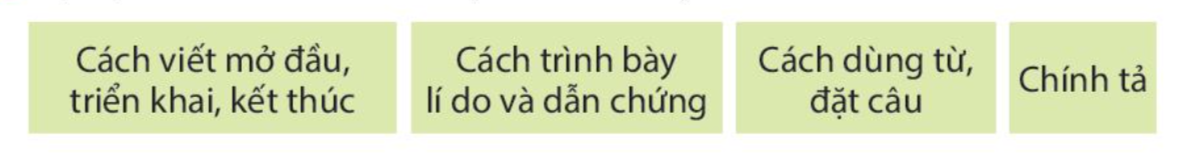 Cách viết mở đầu,
triển khai, kết thúc
Cách trình bày
lí do và dẫn chứng
Cách dùng từ,
đặt câu
Chính tả